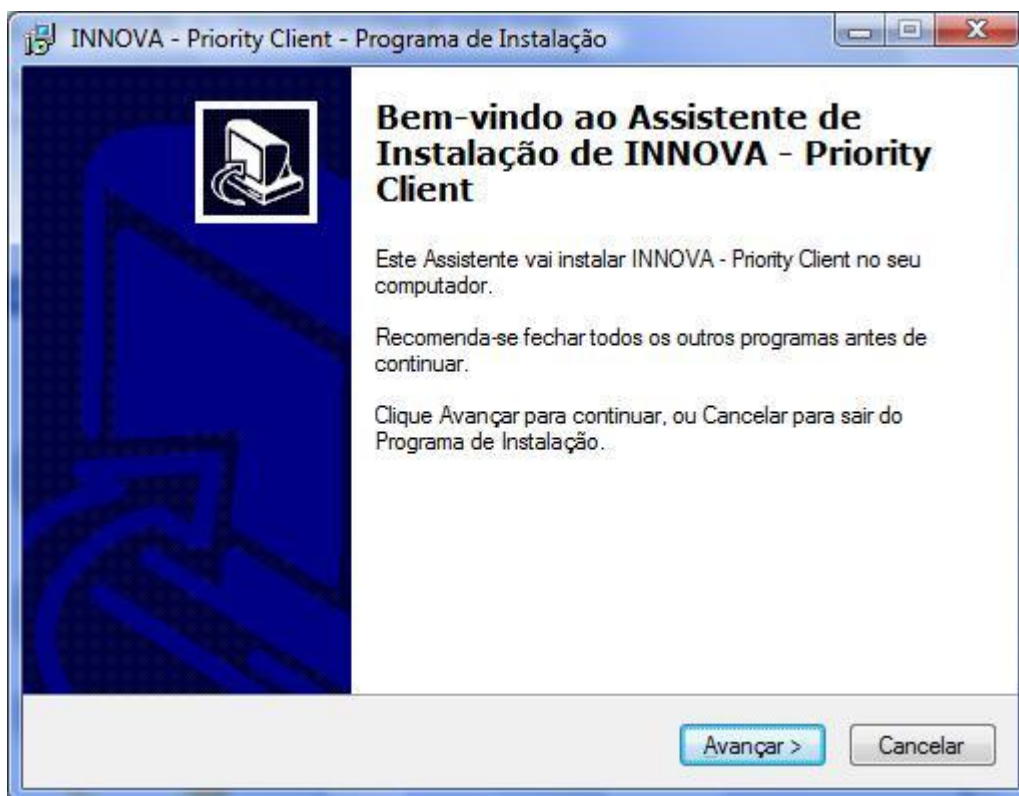 INNOVA - Priority Client - Programa de Instalação
Bem-vindo ao Assistente de
Instalação de INNOVA - Priority
Client
Este Assistente vai instalar INNOVA - Priority Client no seu
computador.
Recomenda-se fechar todos os outros programas antes de
continuar.
Clique Avançar para continuar, ou Cancelar para sair do
Programa de Instalação.
Avançar >
Cancelar